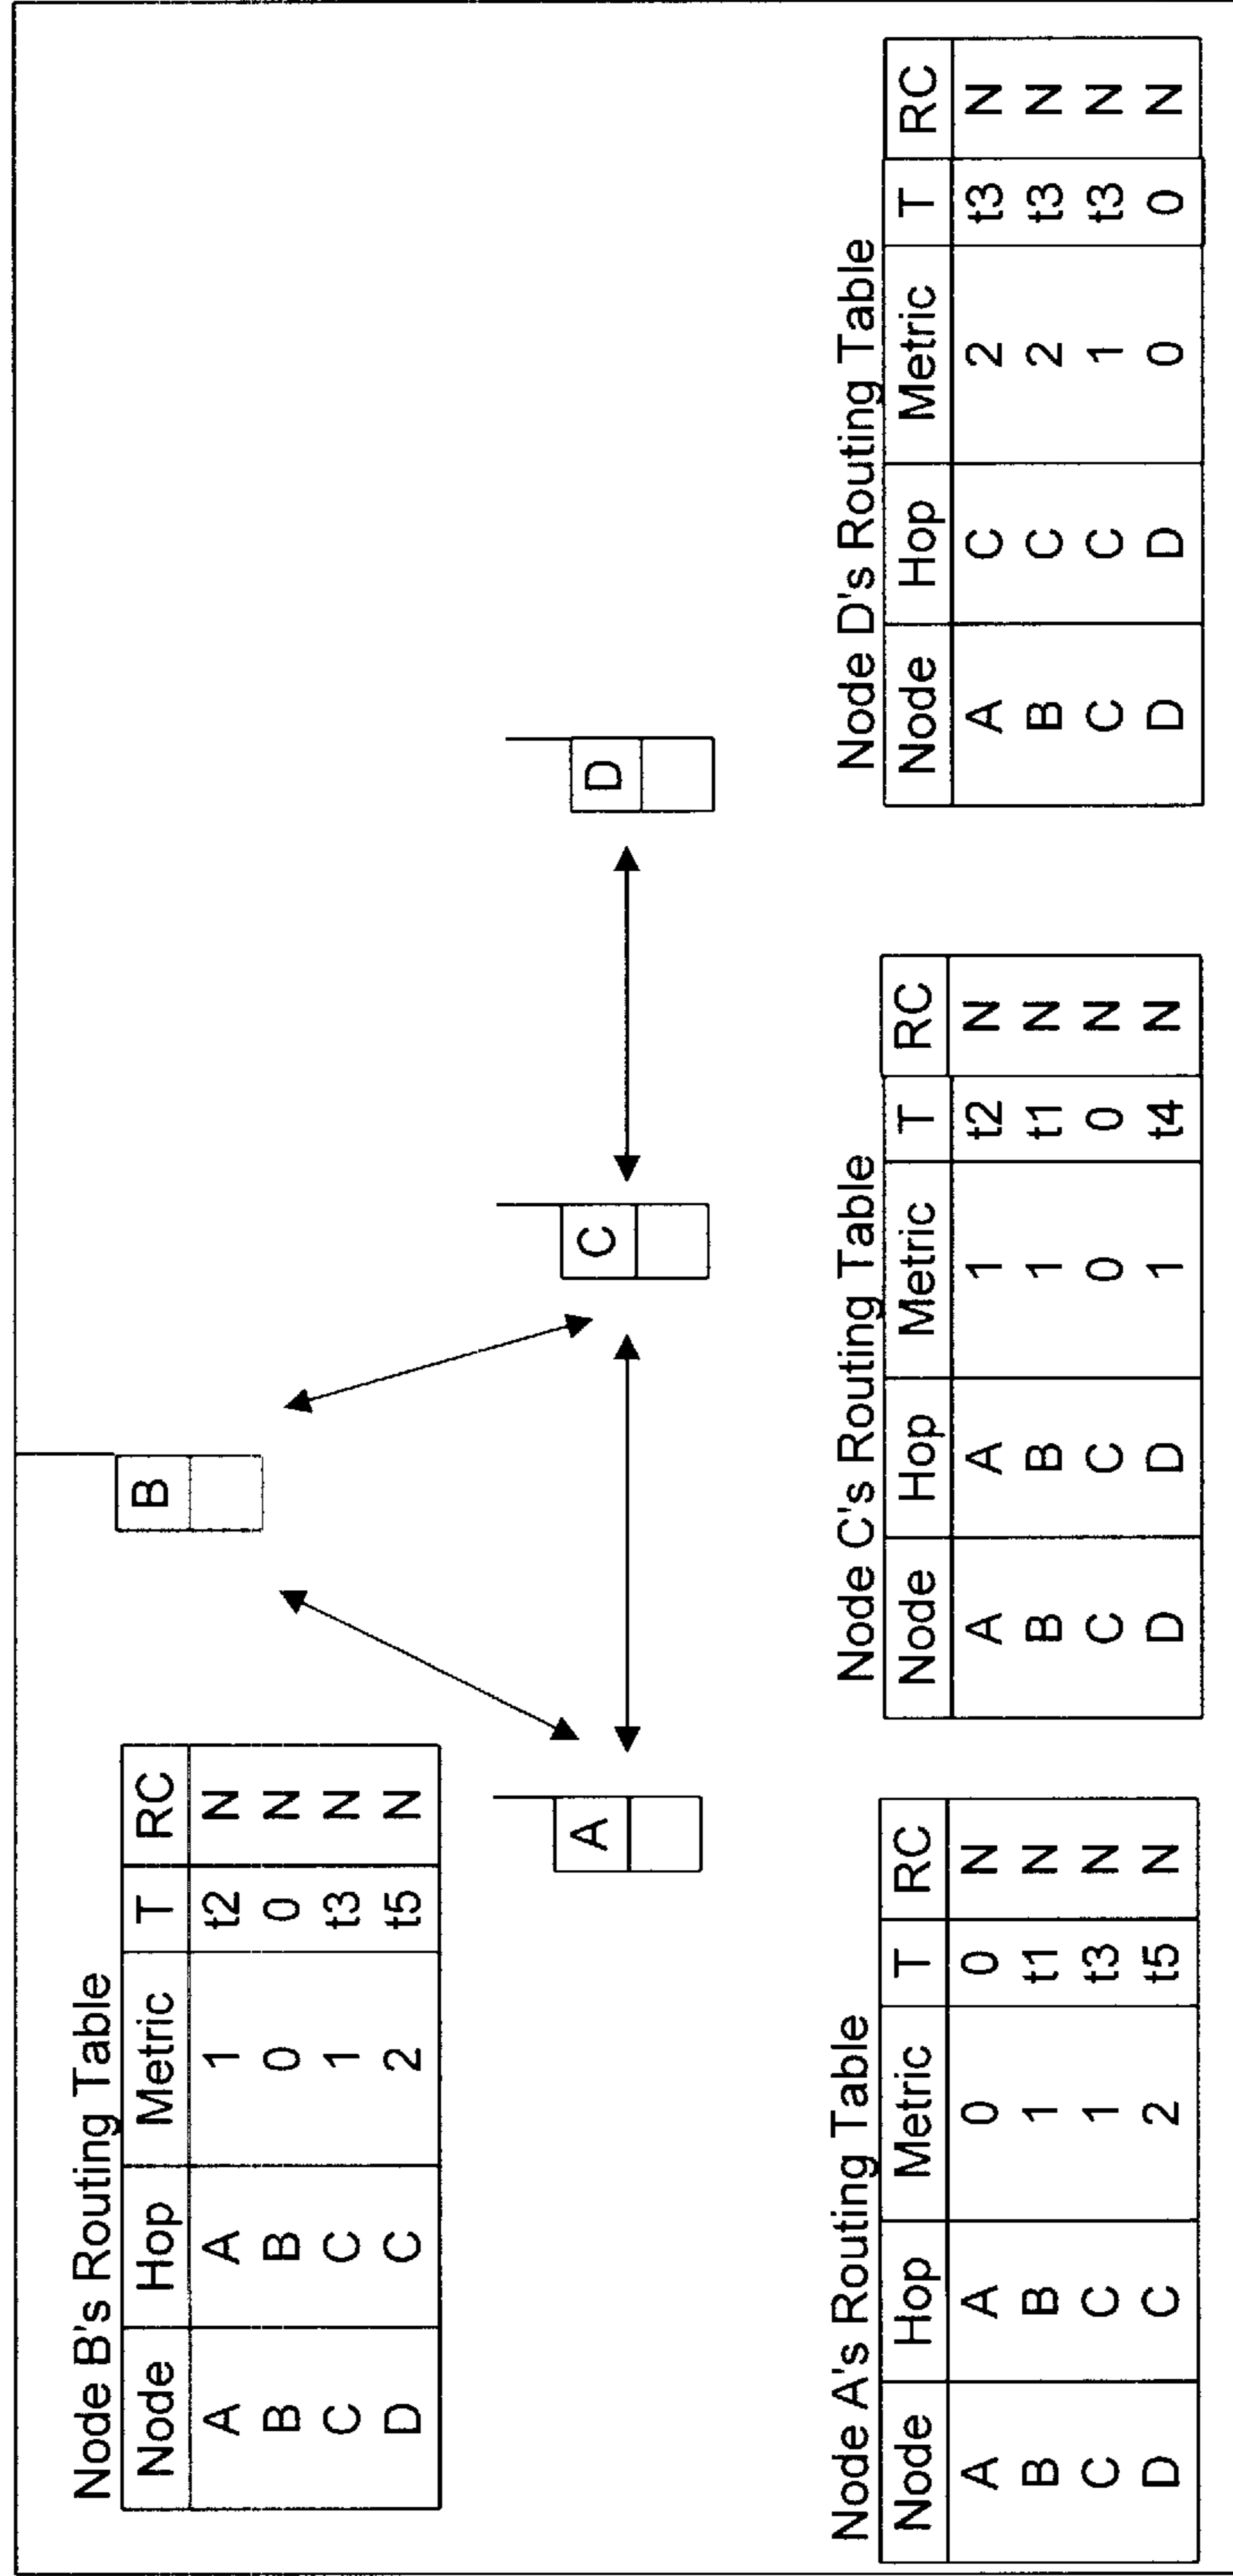 Node B's Routing Table
Node Hop Metric T RC
A A 1 t2 N
B B 0 0 N
C C 1 t3 N
D C 2 t5 N
B
A
C
D
Node A's Routing Table
Node Hop Metric T RC
A A 0 0 N
B B 1 t1 N
C C 1 t3 N
D C 2 t5 N
Node C's Routing Table
Node Hop Metric T RC
A A 1 t2 N
B B 1 t1 N
C C 0 0 N
D D 1 t4 N
Node D's Routing Table
Node Hop Metric T RC
A C 2 t3 N
B C 2 t3 N
C C 1 t3 N
D D 0 0 N